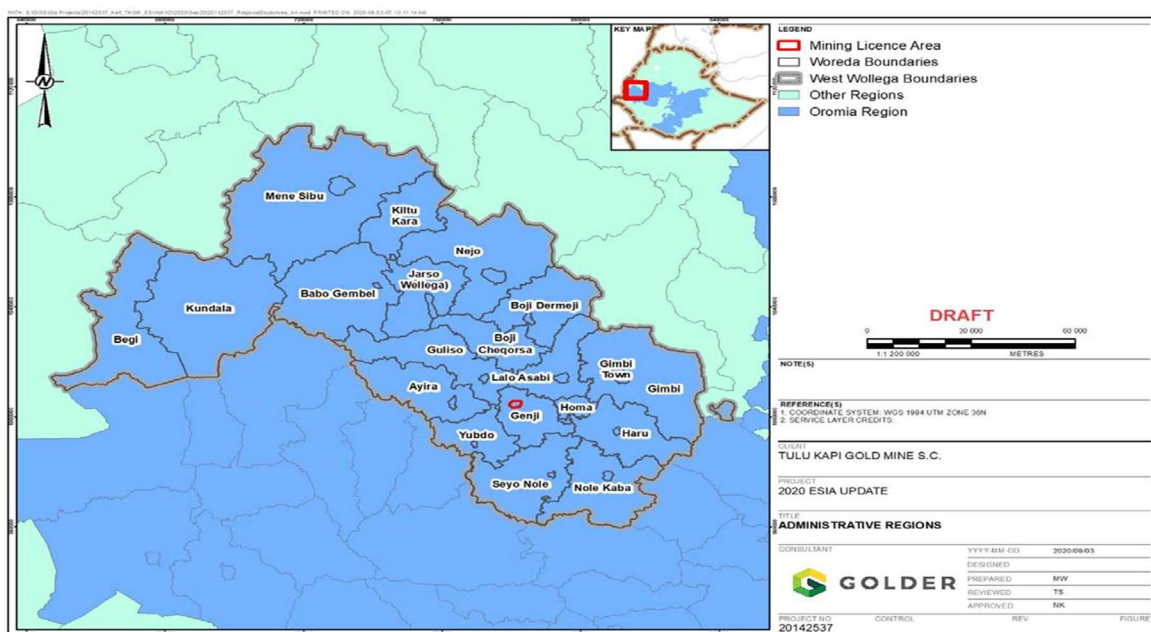 KEY MAP
Mene Sibu
Kiltu
Kara
Nejo
Jarso
Wellega)
Babo Gembel
Kundala
Begi
Boji Dermeji
Boji
Cheqorsa
Guliso
Gimbi
Town
Gimbi
Lalo Asabi
Ayira
Homa
Genji
Haru
Yubdo
Seyo Nole
Nole Kaba
LEGEND
Mining Licence Area
Woreda Boundaries
West Wollega Boundaries
Other Regions
Oromia Region
DRAFT
0 30 000 60 000
1:1 200 000 METRES
NOTE(S)
REFERENCE(S)
1. COORDINATE SYSTEM: WGS 1984 UTM ZONE 36N
2. SERVICE LAYER CREDITS:
CLIENT
TULU KAPI GOLD MINE S.C.
PROJECT
2020 ESIA UPDATE
TITLE
ADMINISTRATIVE REGIONS
CONSULTANT
GOLDER
YYYY-MM-DD 2020/09/03
DESIGNED
PREPARED MW
REVIEWED TS
APPROVED NK
PROJECT NO CONTROL REV FIGURE
20142537